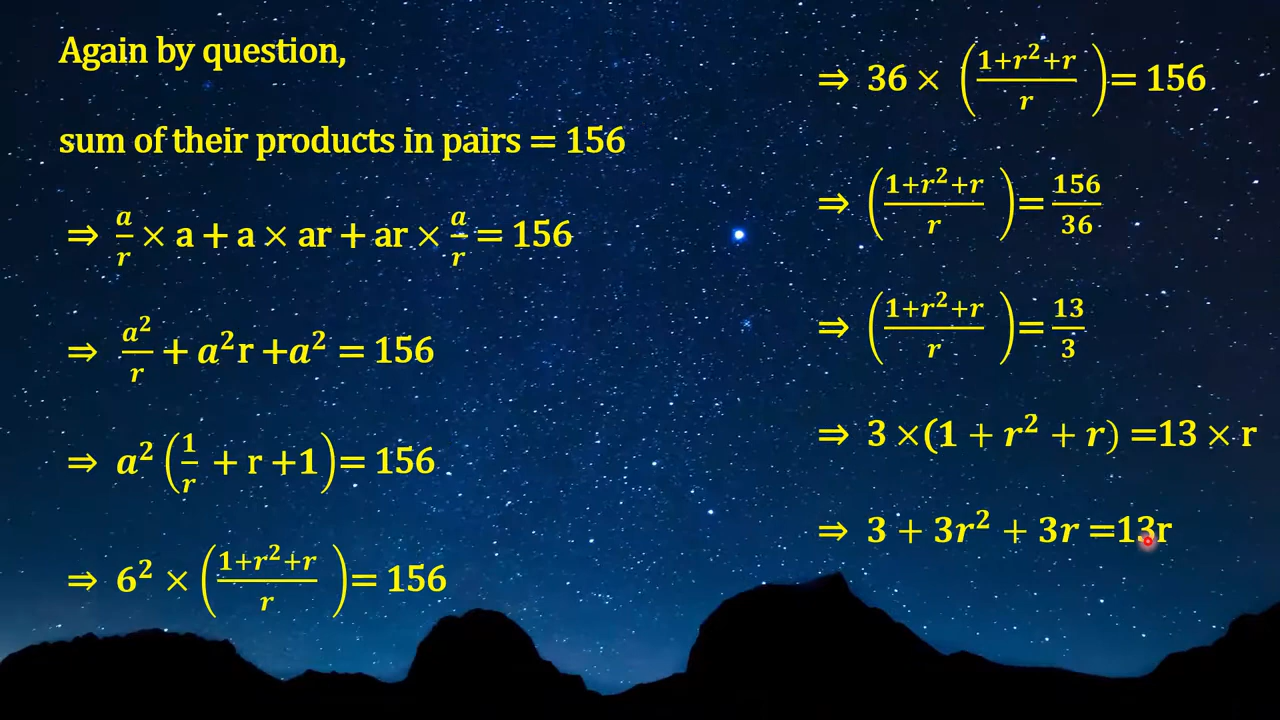 Again by question,
sum of their products in pairs = 156
⇒ a/r × a + a × ar + ar × a/r = 156
⇒ a²/r + a²r +a² = 156
⇒ a² (1/r + r +1)= 156
⇒ 6² × ((1+r²+r)/r)= 156
⇒ 36 × ((1+r²+r)/r)= 156
⇒ ((1+r²+r)/r)= 156/36
⇒ ((1+r²+r)/r)= 13/3
⇒ 3 ×(1 + r² + r) =13 × r
⇒ 3 + 3r² + 3r =13r